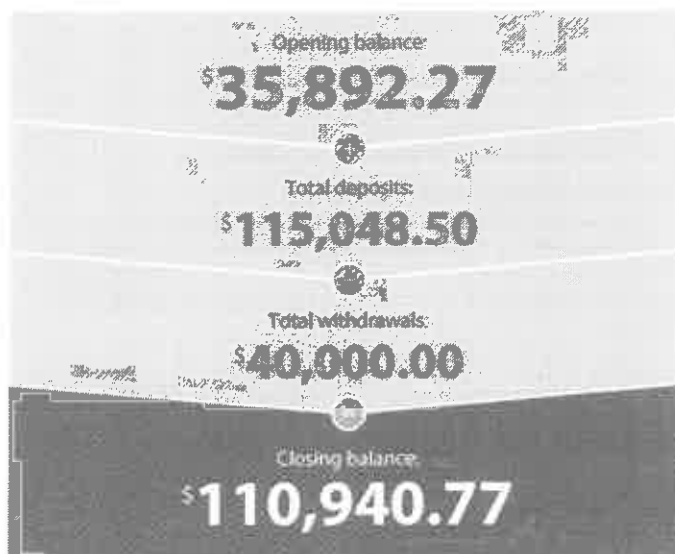 Opening balance:
$35,892.27
+
Total deposits:
$115,048.50
-
Total withdrawals:
$40,000.00
=
Closing balance:
$110,940.77